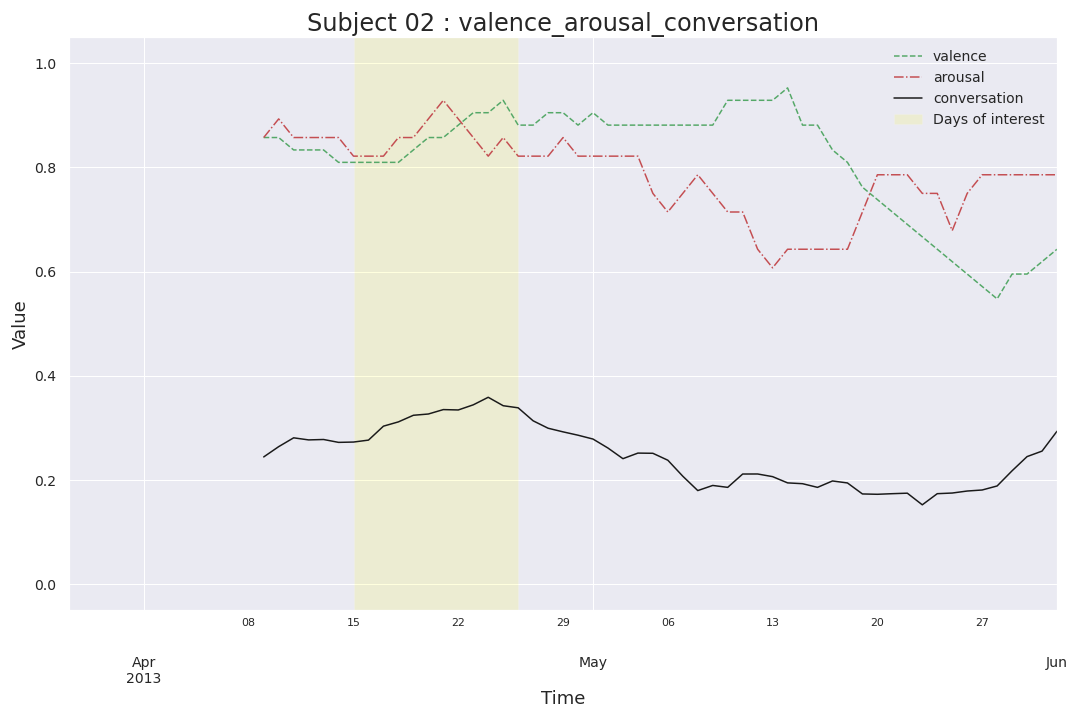 Subject 02 : valence_arousal_conversation
valence
arousal
conversation
Days of interest
1.0
0.8
0.6
0.4
0.2
0.0
Value
08 15 22 29 06 13 20 27
Apr May Jun
2013
Time